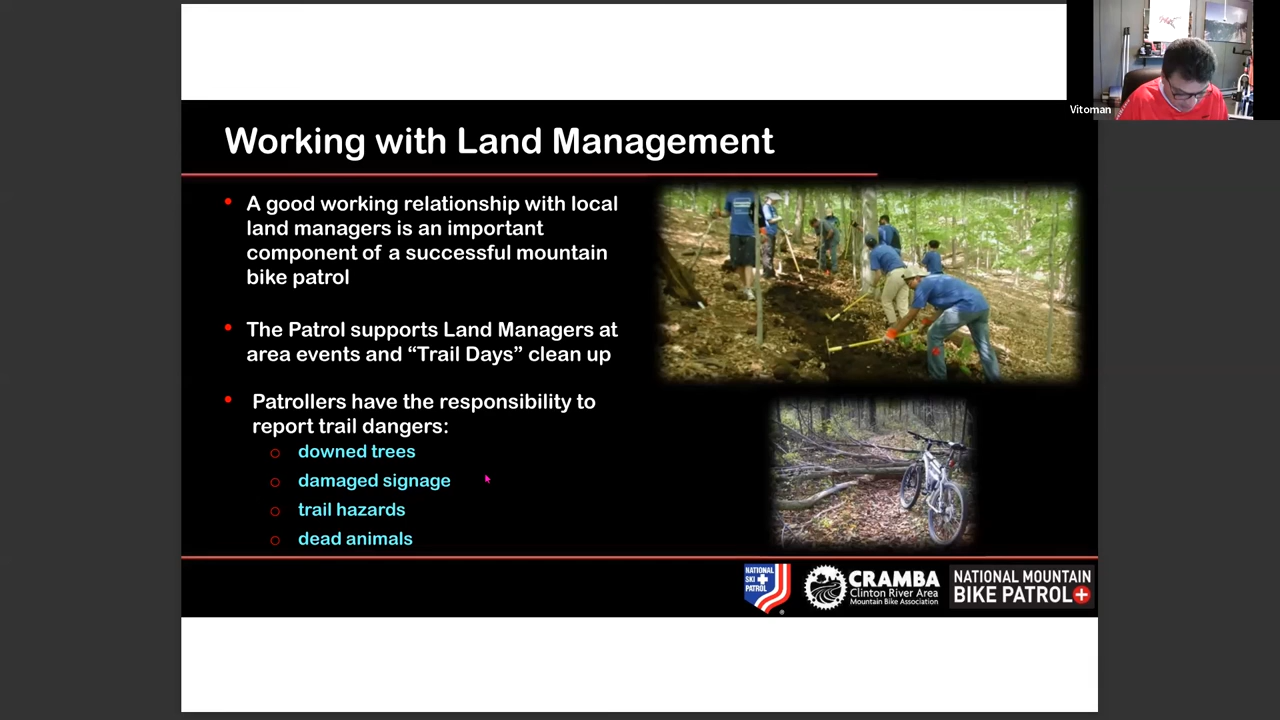 Vitoman
Working with Land Management
• A good working relationship with local
land managers is an important
component of a successful mountain
bike patrol
• The Patrol supports Land Managers at
area events and “Trail Days” clean up
• Patrollers have the responsibility to
report trail dangers:
○ downed trees
○ damaged signage
○ trail hazards
○ dead animals
NATIONAL
SKI
PATROL
®
CRAMBA
Clinton River Area
Mountain Bike Association
NATIONAL MOUNTAIN
BIKE PATROL